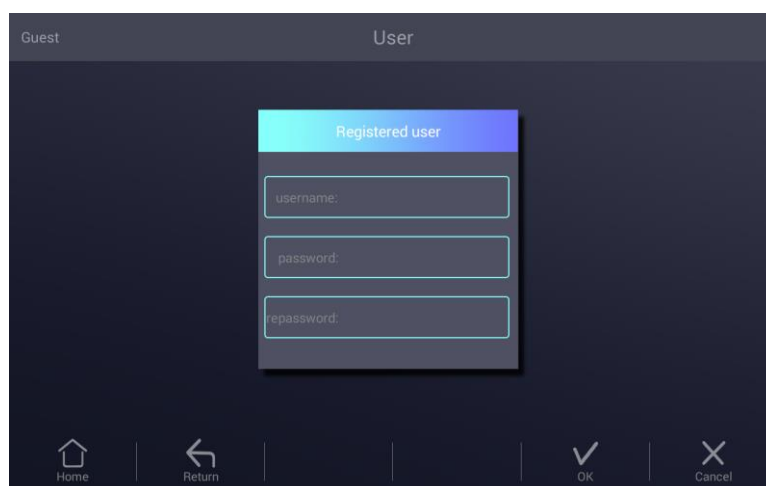 Guest
User
Registered user
username:
password:
repassword:
Home
Return
OK
Cancel